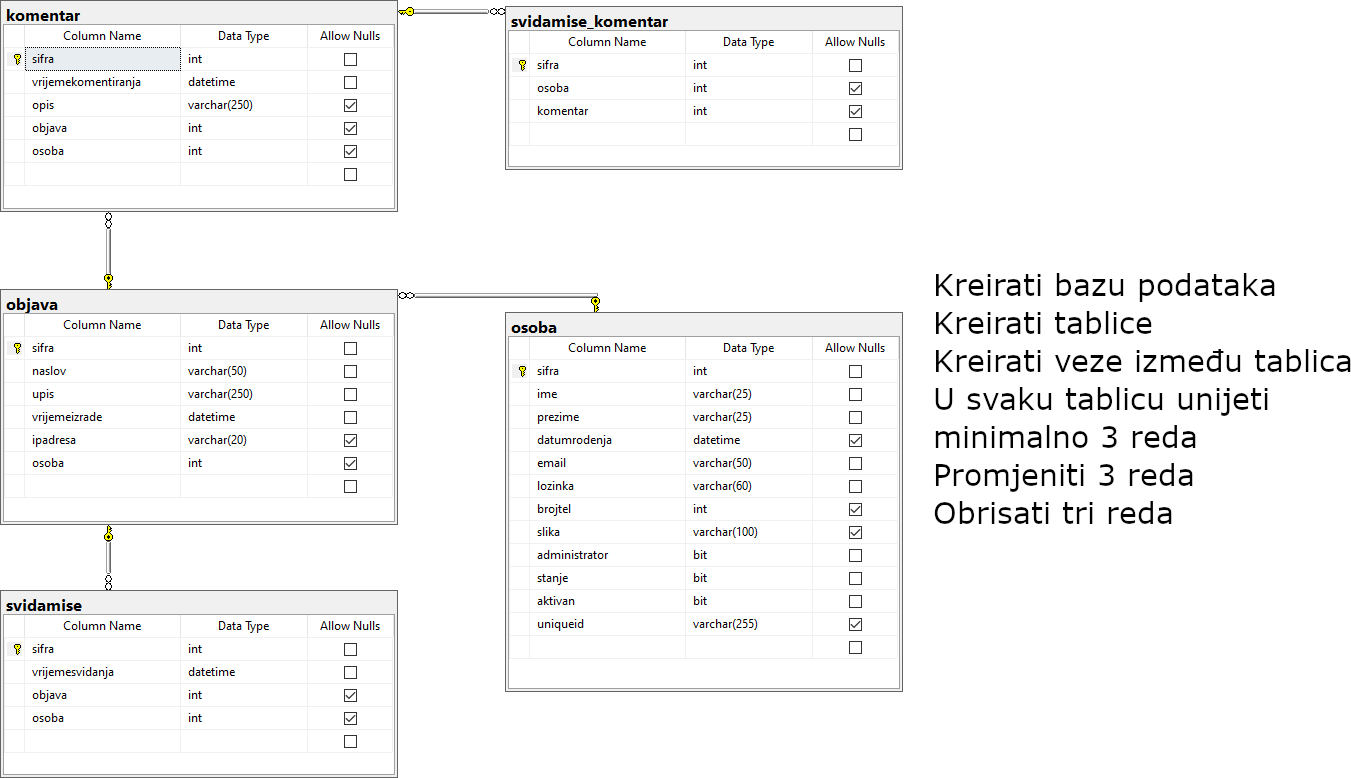 komentar
Column Name Data Type Allow Nulls
sifra int
vrijemekomentiranja datetime
opis varchar(250)
objava int
osoba int
svidamise_komentar
Column Name Data Type Allow Nulls
sifra int
osoba int
komentar int
objava
Column Name Data Type Allow Nulls
sifra int
naslov varchar(50)
upis varchar(250)
vrijemeizrade datetime
ipadresa varchar(20)
osoba int
osoba
Column Name Data Type Allow Nulls
sifra int
ime varchar(25)
prezime varchar(25)
datumrodenja datetime
email varchar(50)
lozinka varchar(60)
brojtel int
slika varchar(100)
administrator bit
stanje bit
aktivan bit
uniqueid varchar(255)
svidamise
Column Name Data Type Allow Nulls
sifra int
vrijemesvidanja datetime
objava int
osoba int
Kreirati bazu podataka
Kreirati tablice
Kreirati veze između tablica
U svaku tablicu unijeti
minimalno 3 reda
Promjeniti 3 reda
Obrisati tri reda